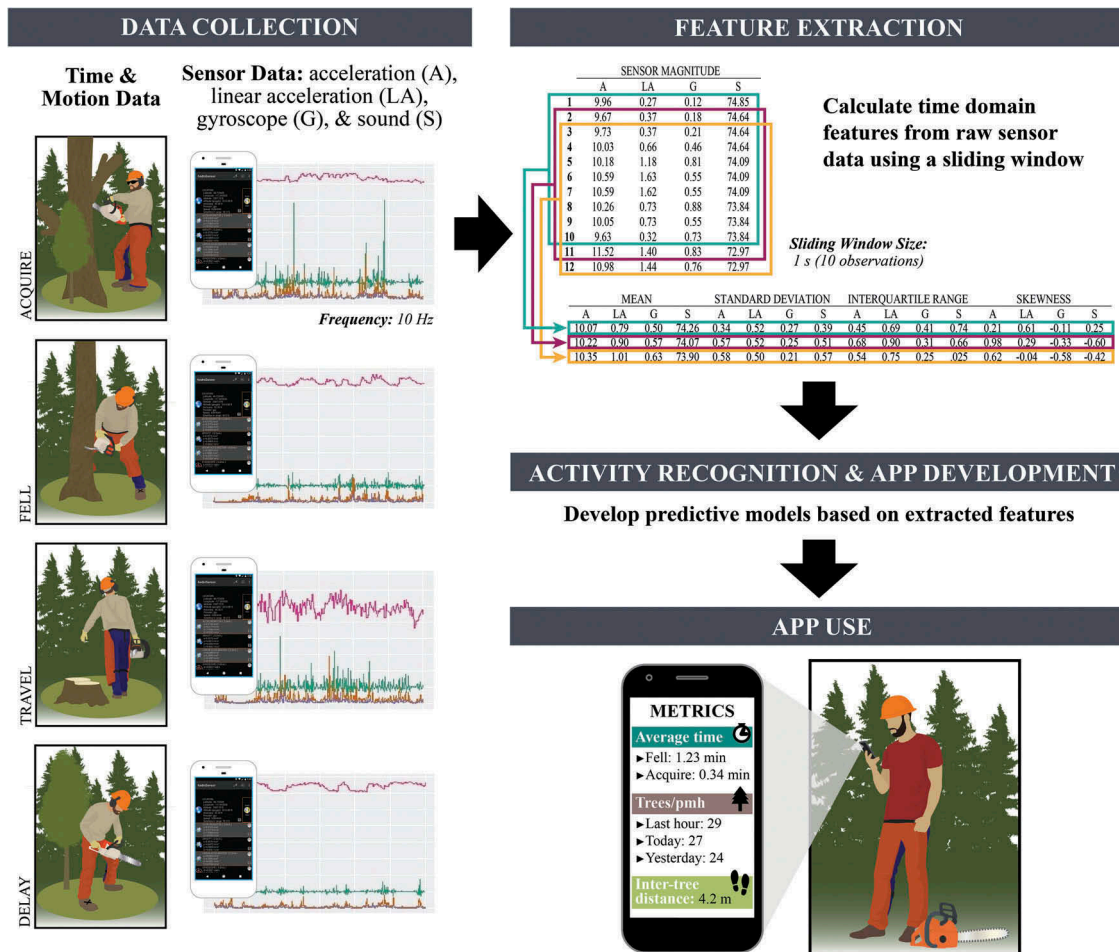 DATA COLLECTION
Time &
Motion Data
Sensor Data: acceleration (A),
linear acceleration (LA),
gyroscope (G), & sound (S)
ACQUIRE
Frequency: 10 Hz
FELL
TRAVEL
DELAY
FEATURE EXTRACTION
SENSOR MAGNITUDE
A LA G S
1 9.96 0.27 0.12 74.85
2 9.67 0.37 0.18 74.64
3 9.73 0.37 0.21 74.64
4 10.03 0.66 0.46 74.64
5 10.18 1.18 0.81 74.09
6 10.59 1.63 0.55 74.09
7 10.59 1.62 0.55 74.09
8 10.26 0.73 0.88 73.84
9 10.05 0.73 0.55 73.84
10 9.63 0.32 0.73 73.84
11 11.52 1.40 0.83 72.97
12 10.98 1.44 0.76 72.97
Calculate time domain
features from raw sensor
data using a sliding window
Sliding Window Size:
1 s (10 observations)
MEAN STANDARD DEVIATION INTERQUARTILE RANGE SKEWNESS
A LA G S A LA G S A LA G S A LA G S
10.07 0.79 0.50 74.26 0.34 0.52 0.27 0.39 0.45 0.69 0.41 0.74 0.21 0.61 -0.11 0.25
10.22 0.90 0.57 74.07 0.57 0.52 0.25 0.51 0.68 0.90 0.31 0.66 0.98 0.29 -0.33 -0.60
10.35 1.01 0.63 73.90 0.58 0.50 0.21 0.57 0.54 0.75 0.25 .025 0.62 -0.04 -0.58 -0.42
ACTIVITY RECOGNITION & APP DEVELOPMENT
Develop predictive models based on extracted features
APP USE
METRICS
Average time
►Fell: 1.23 min
►Acquire: 0.34 min
Trees/pmh
►Last hour: 29
►Today: 27
►Yesterday: 24
Inter-tree
distance: 4.2 m